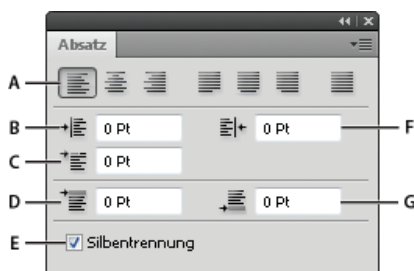 Absatz
A
B 0 Pt 0 Pt F
C 0 Pt
D 0 Pt 0 Pt G
E Silbentrennung